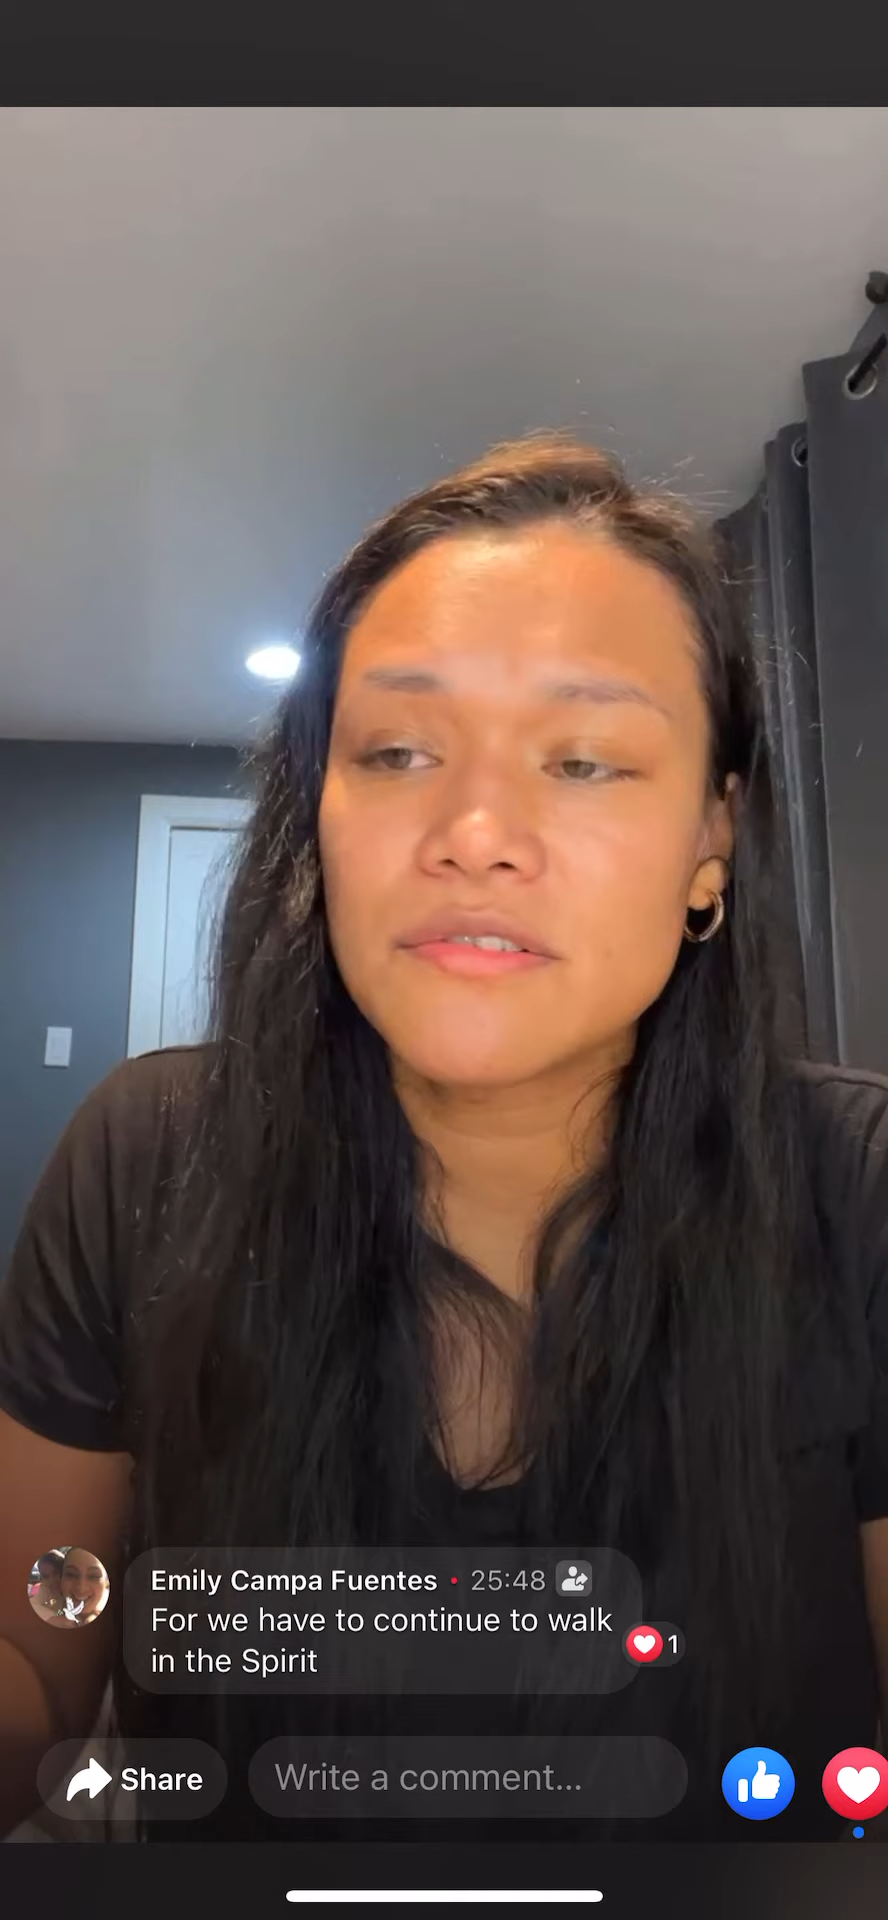 Emily Campa Fuentes • 25:48
For we have to continue to walk
in the Spirit
1
Share
Write a comment...